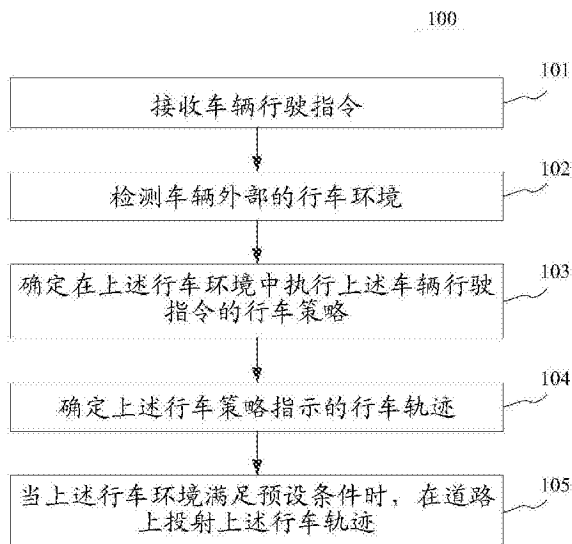 100
接收车辆行驶指令
101
检测车辆外部的行车环境
102
确定在上述行车环境中执行上述车辆行驶
指令的行车策略
103
确定上述行车策略指示的行车轨迹
104
当上述行车环境满足预设条件时，在道路
上投射上述行车轨迹
105